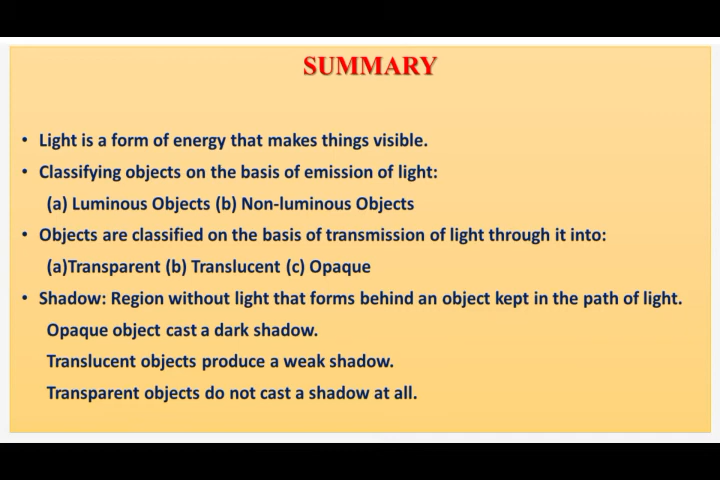 SUMMARY
• Light is a form of energy that makes things visible.
• Classifying objects on the basis of emission of light:
(a) Luminous Objects (b) Non-luminous Objects
• Objects are classified on the basis of transmission of light through it into:
(a)Transparent (b) Translucent (c) Opaque
• Shadow: Region without light that forms behind an object kept in the path of light.
Opaque object cast a dark shadow.
Translucent objects produce a weak shadow.
Transparent objects do not cast a shadow at all.